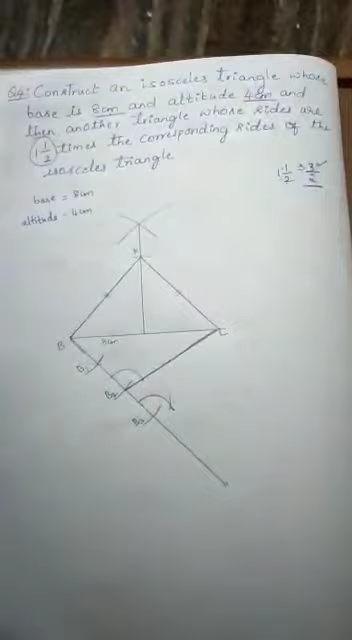 Q4: Construct an isosceles triangle whose
base is 8cm and altitude 4cm and
then another triangle whose sides are
1 1/2 times the corresponding sides of the
isosceles triangle
1 1/2 = 3/2
base = 8cm
altitude = 4cm
A
B
8cm
C
B1
B2
B3